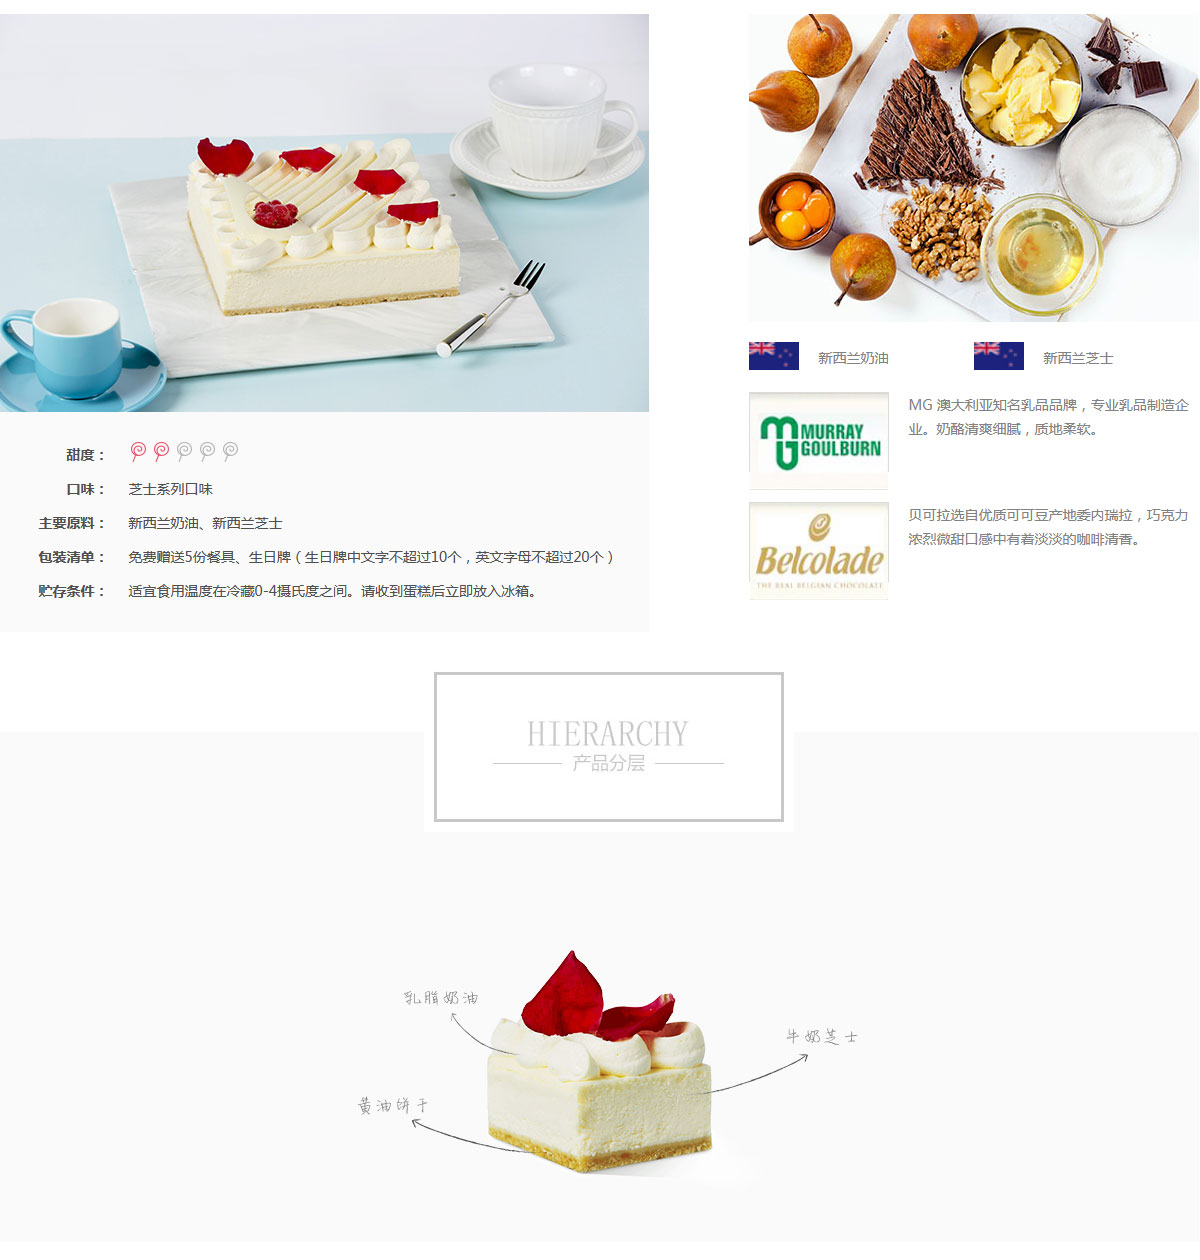 新西兰奶油
新西兰芝士
MURRAY
GOULBURN
MG 澳大利亚知名乳品品牌，专业乳品制造企
业。奶酪清爽细腻，质地柔软。
Belcolade
THE REAL BELGIAN CHOCOLATE
贝可拉选自优质可可豆产地委内瑞拉，巧克力
浓烈微甜口感中有着淡淡的咖啡清香。
甜度：
口味： 芝士系列口味
主要原料： 新西兰奶油、新西兰芝士
包装清单： 免费赠送5份餐具、生日牌（生日牌中文字不超过10个，英文字母不超过20个）
贮存条件： 适宜食用温度在冷藏0-4摄氏度之间。请收到蛋糕后立即放入冰箱。
HIERARCHY
产品分层
乳脂奶油
牛奶芝士
黄油饼干